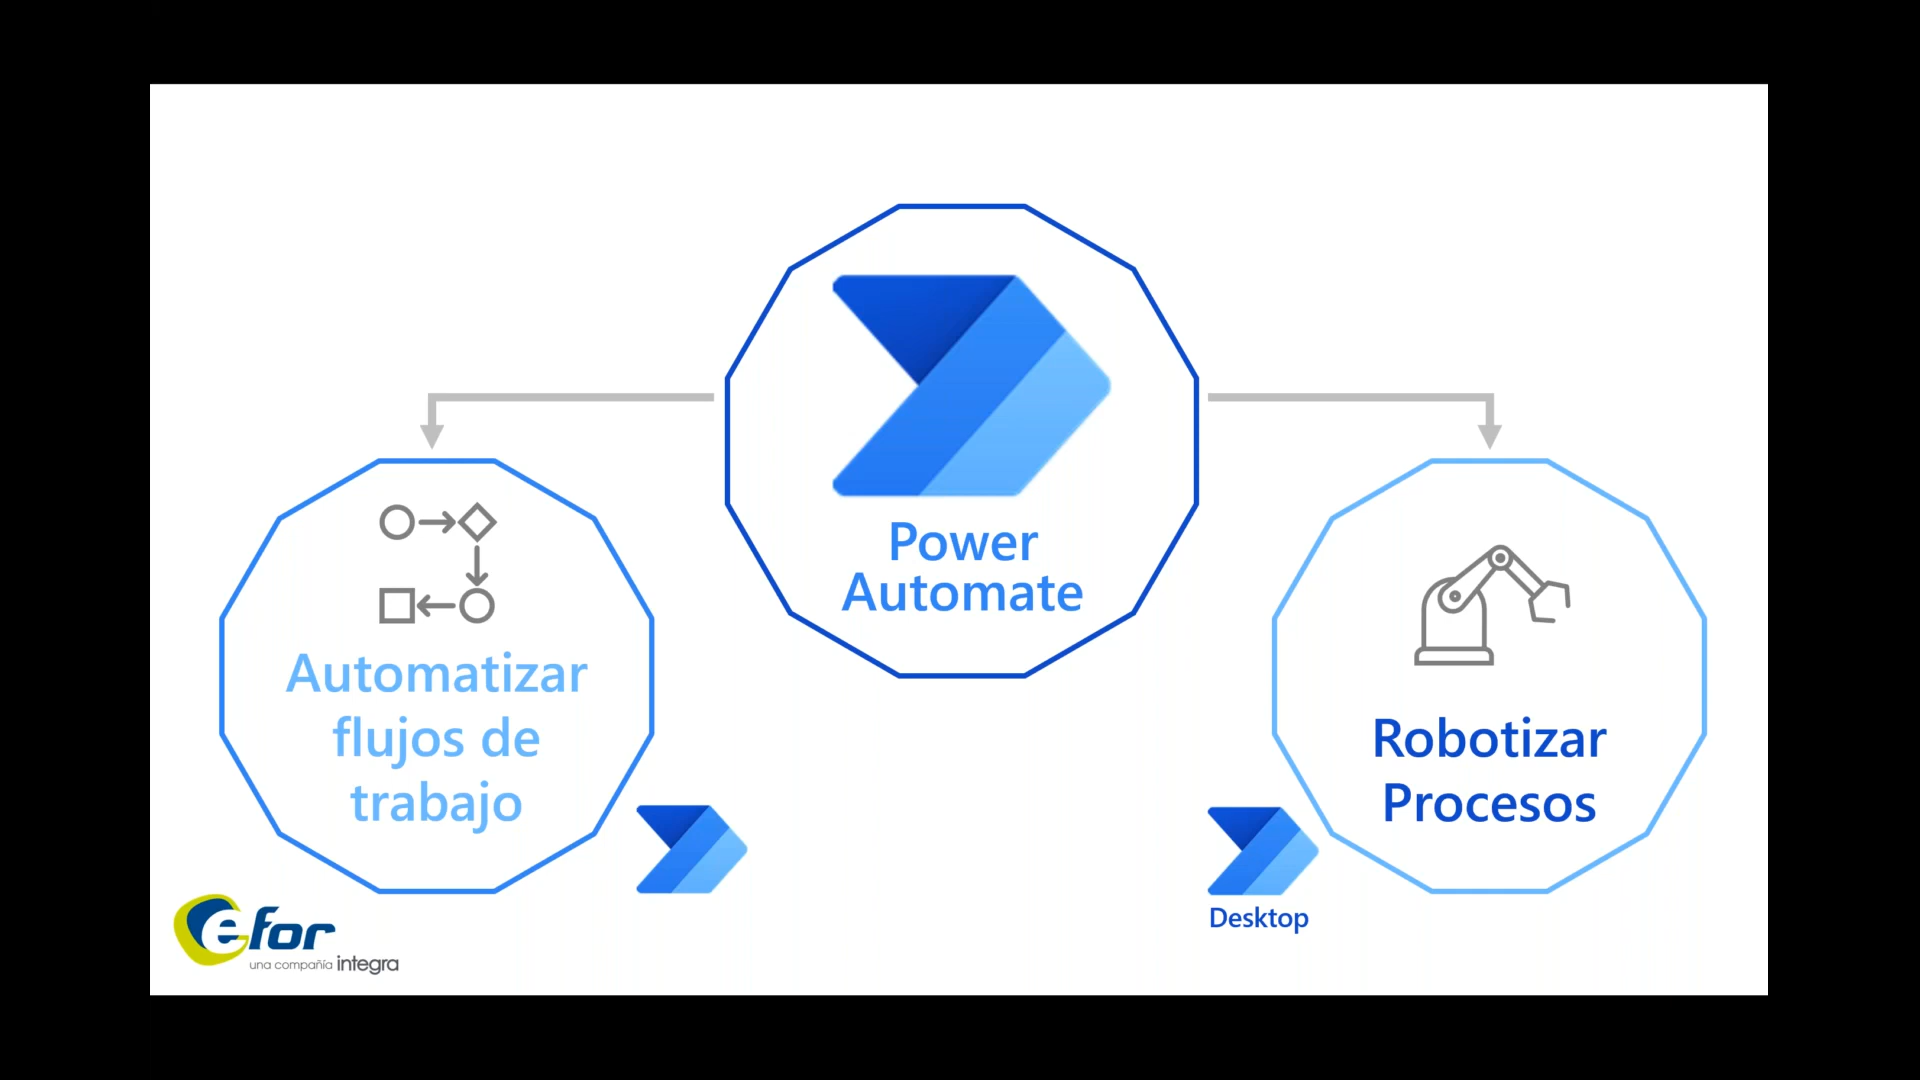 Power
Automate
Automatizar
flujos de
trabajo
Robotizar
Procesos
Desktop
efor
una compañía integra